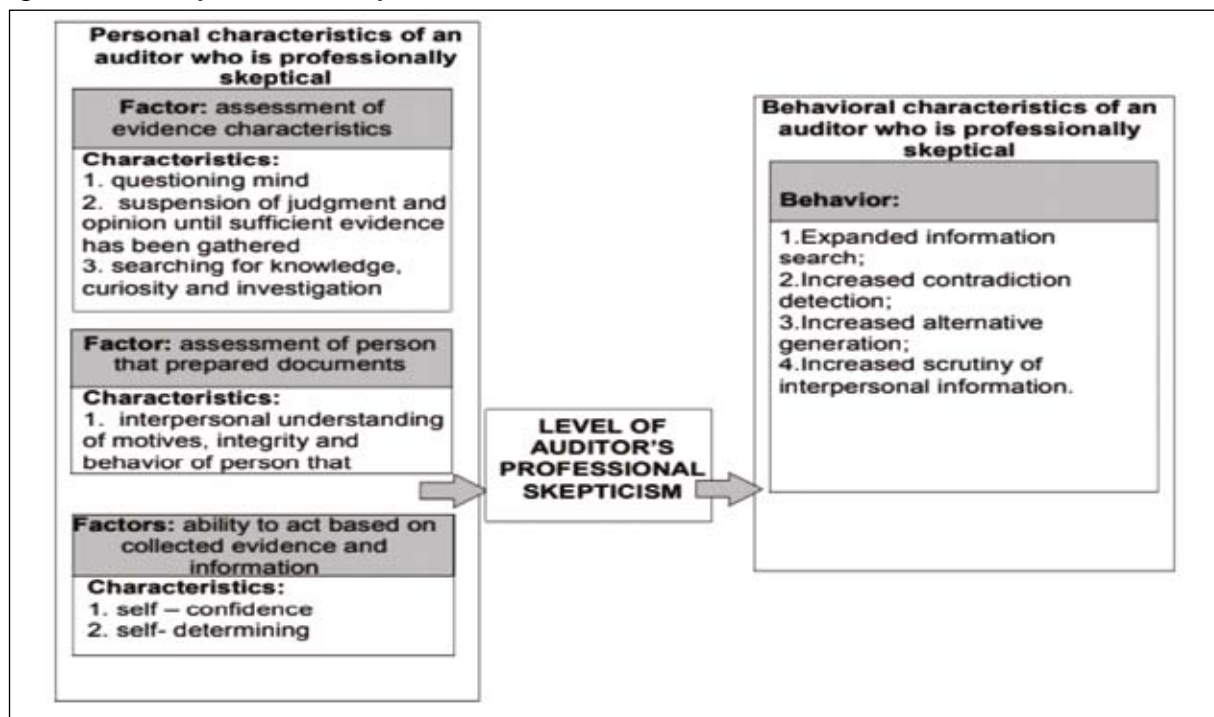 Personal characteristics of an
auditor who is professionally
skeptical
Factor: assessment of
evidence characteristics
Characteristics:
1. questioning mind
2. suspension of judgment and
opinion until sufficient evidence
has been gathered
3. searching for knowledge,
curiosity and investigation
Factor: assessment of person
that prepared documents
Characteristics:
1. interpersonal understanding
of motives, integrity and
behavior of person that
Factors: ability to act based on
collected evidence and
information
Characteristics:
1. self – confidence
2. self- determining
LEVEL OF
AUDITOR'S
PROFESSIONAL
SKEPTICISM
Behavioral characteristics of an
auditor who is professionally
skeptical
Behavior:
1.Expanded information
search;
2.Increased contradiction
detection;
3.Increased alternative
generation;
4.Increased scrutiny of
interpersonal information.